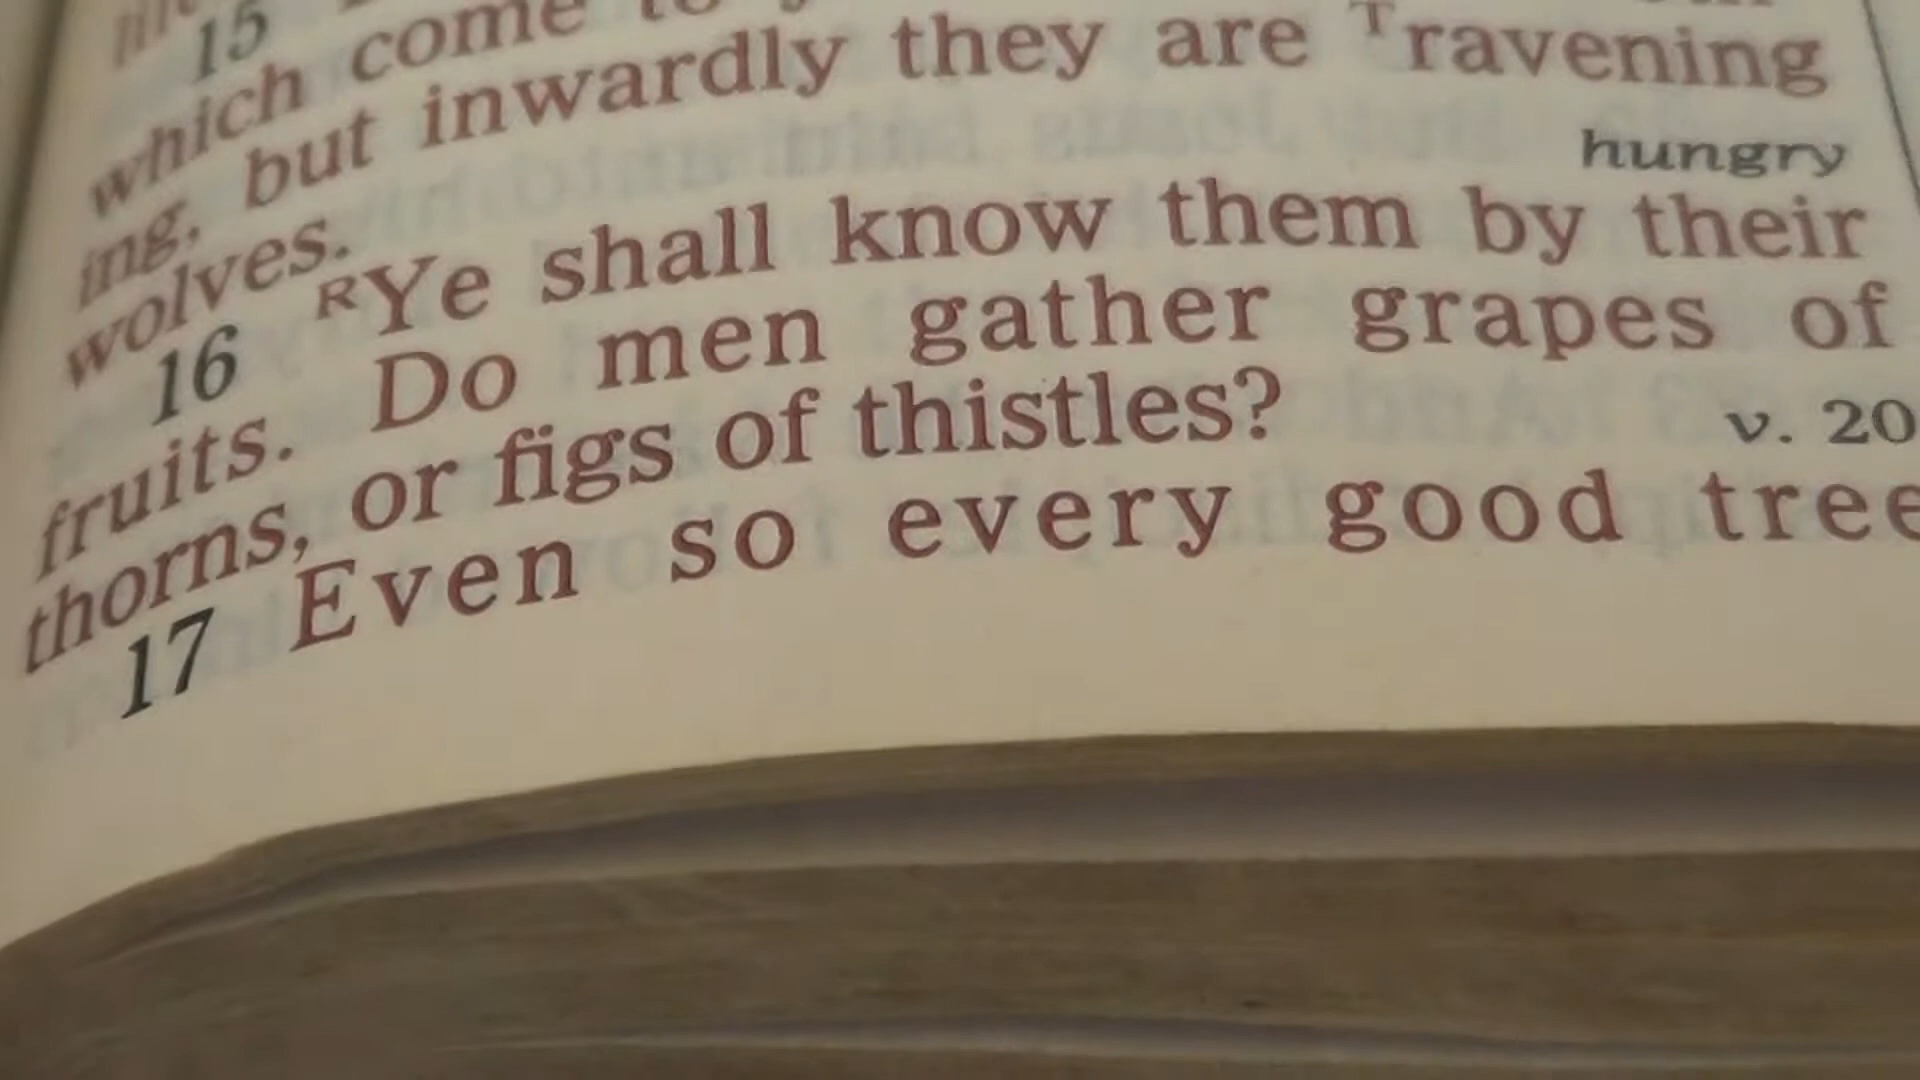 15
which come to
ing, but inwardly they are Travening
wolves. hungry
16 RYe shall know them by their
fruits. Do men gather grapes of
thorns, or figs of thistles? v. 20
17 Even so every good tree